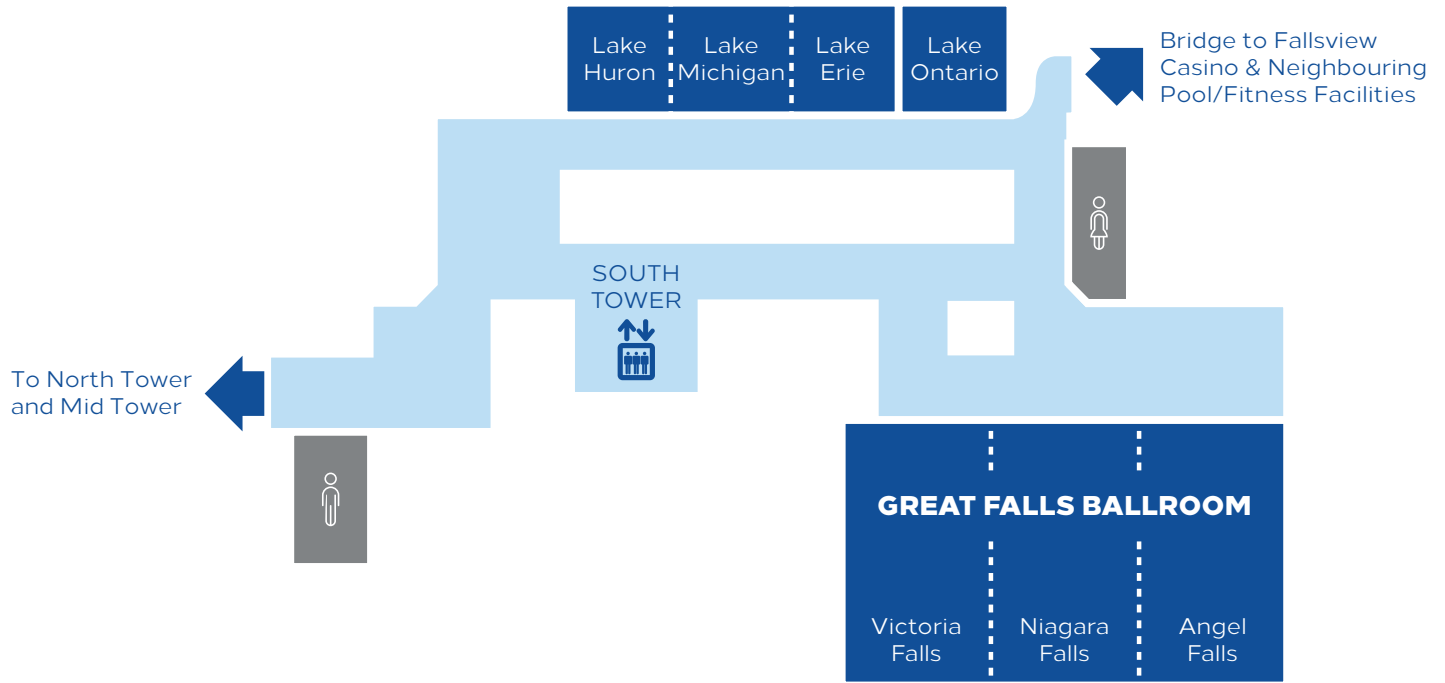 Lake
Huron
Lake
Michigan
Lake
Erie
Lake
Ontario
Bridge to Fallsview
Casino & Neighbouring
Pool/Fitness Facilities
SOUTH
TOWER
To North Tower
and Mid Tower
GREAT FALLS BALLROOM
Victoria
Falls
Niagara
Falls
Angel
Falls